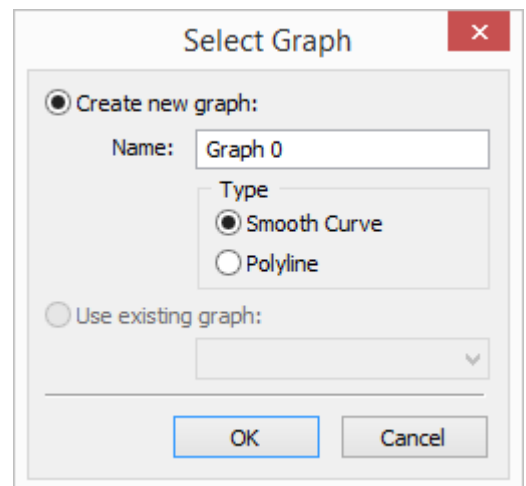 Select Graph
Create new graph:
Name: Graph 0
Type
Smooth Curve
Polyline
Use existing graph:
OK Cancel